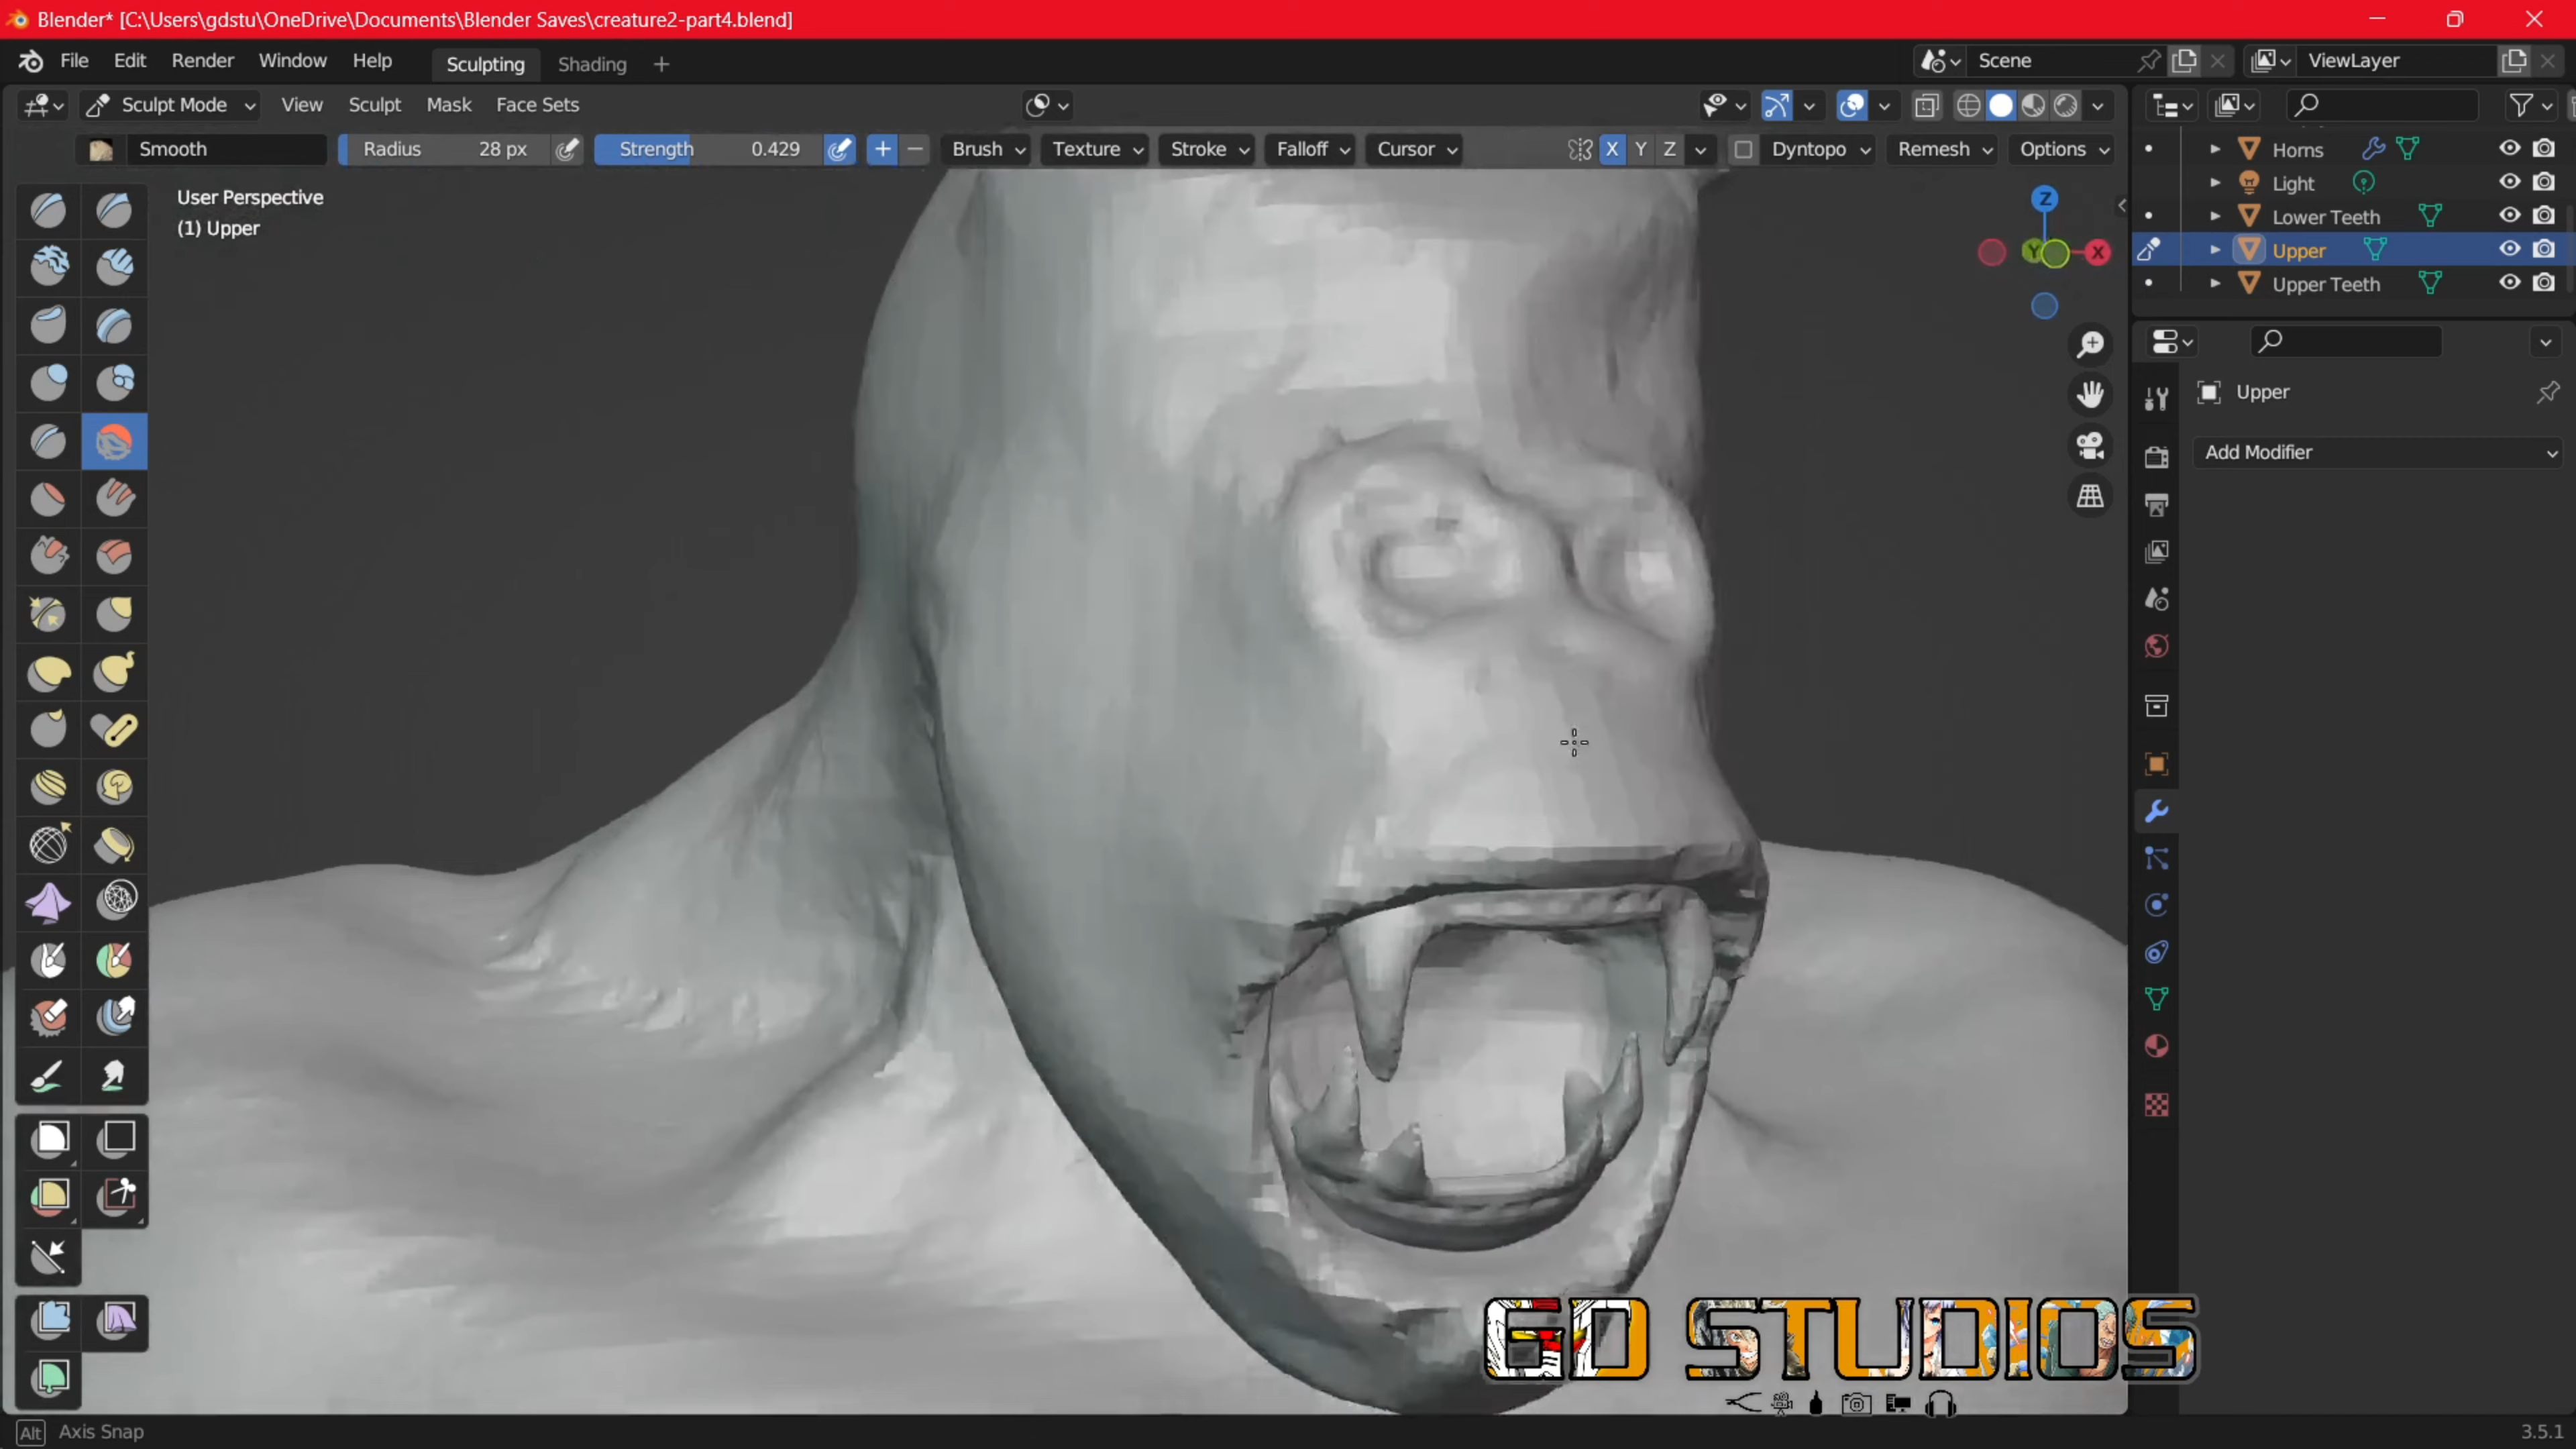 Blender* [C:\Users\gdstu\OneDrive\Documents\Blender Saves\creature2-part4.blend]
File Edit Render Window Help Sculpting Shading + Scene ViewLayer
Sculpt Mode View Sculpt Mask Face Sets
Smooth Radius 28 px Strength 0.429 + − Brush Texture Stroke Falloff Cursor X Y Z Dyntopo Remesh Options
User Perspective
(1) Upper
Z
Y X
Horns
Light
Lower Teeth
Upper
Upper Teeth
Upper
Add Modifier
GD STUDIOS
Alt Axis Snap
3.5.1